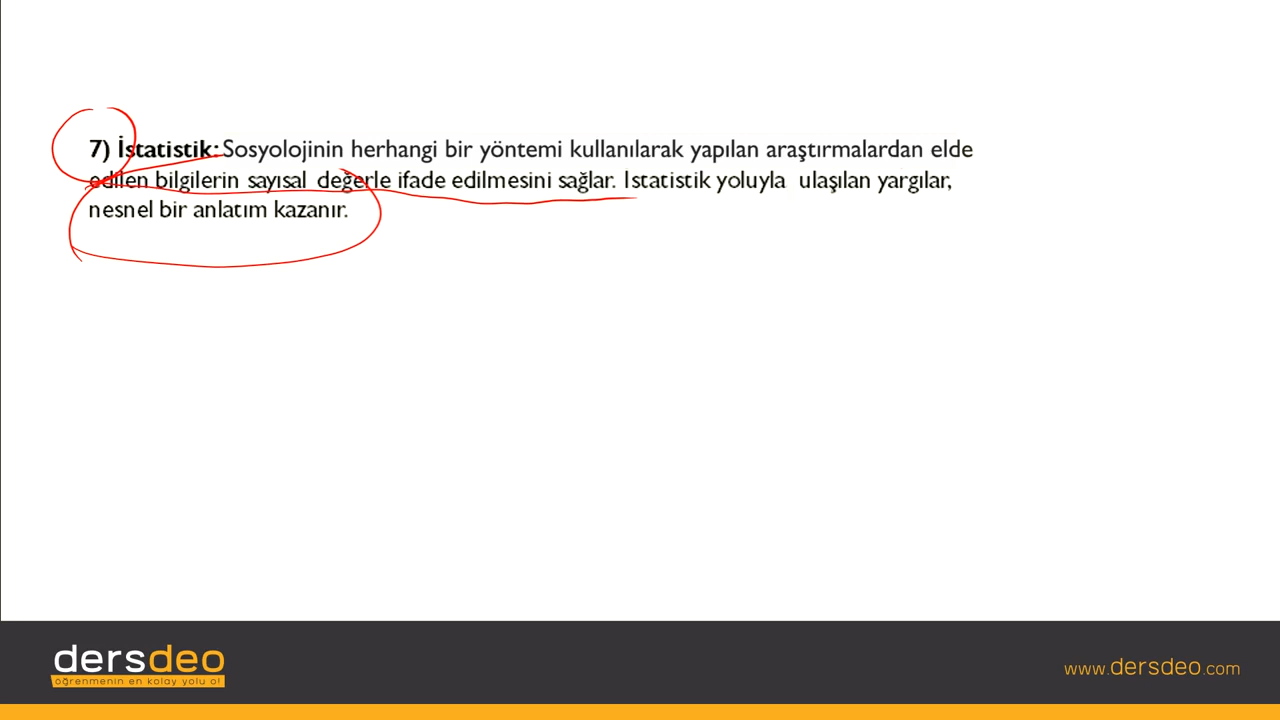 7) İstatistik: Sosyolojinin herhangi bir yöntemi kullanılarak yapılan araştırmalardan elde
edilen bilgilerin sayısal değerle ifade edilmesini sağlar. Istatistik yoluyla ulaşılan yargılar,
nesnel bir anlatım kazanır.
dersdeo
öğrenmenin en kolay yolu o!
www.dersdeo.com